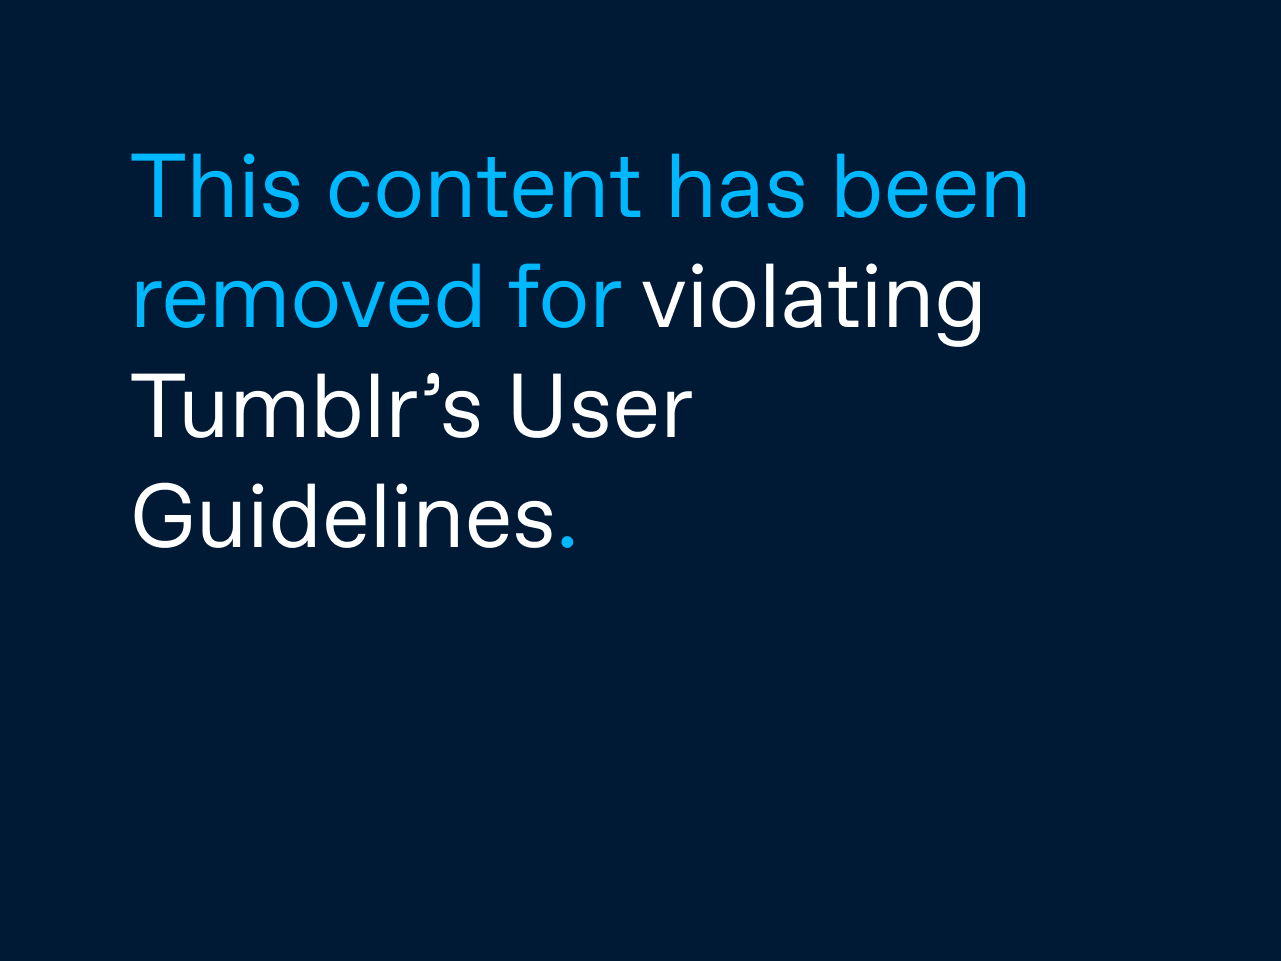 This content has been
removed for violating
Tumblr’s User
Guidelines.